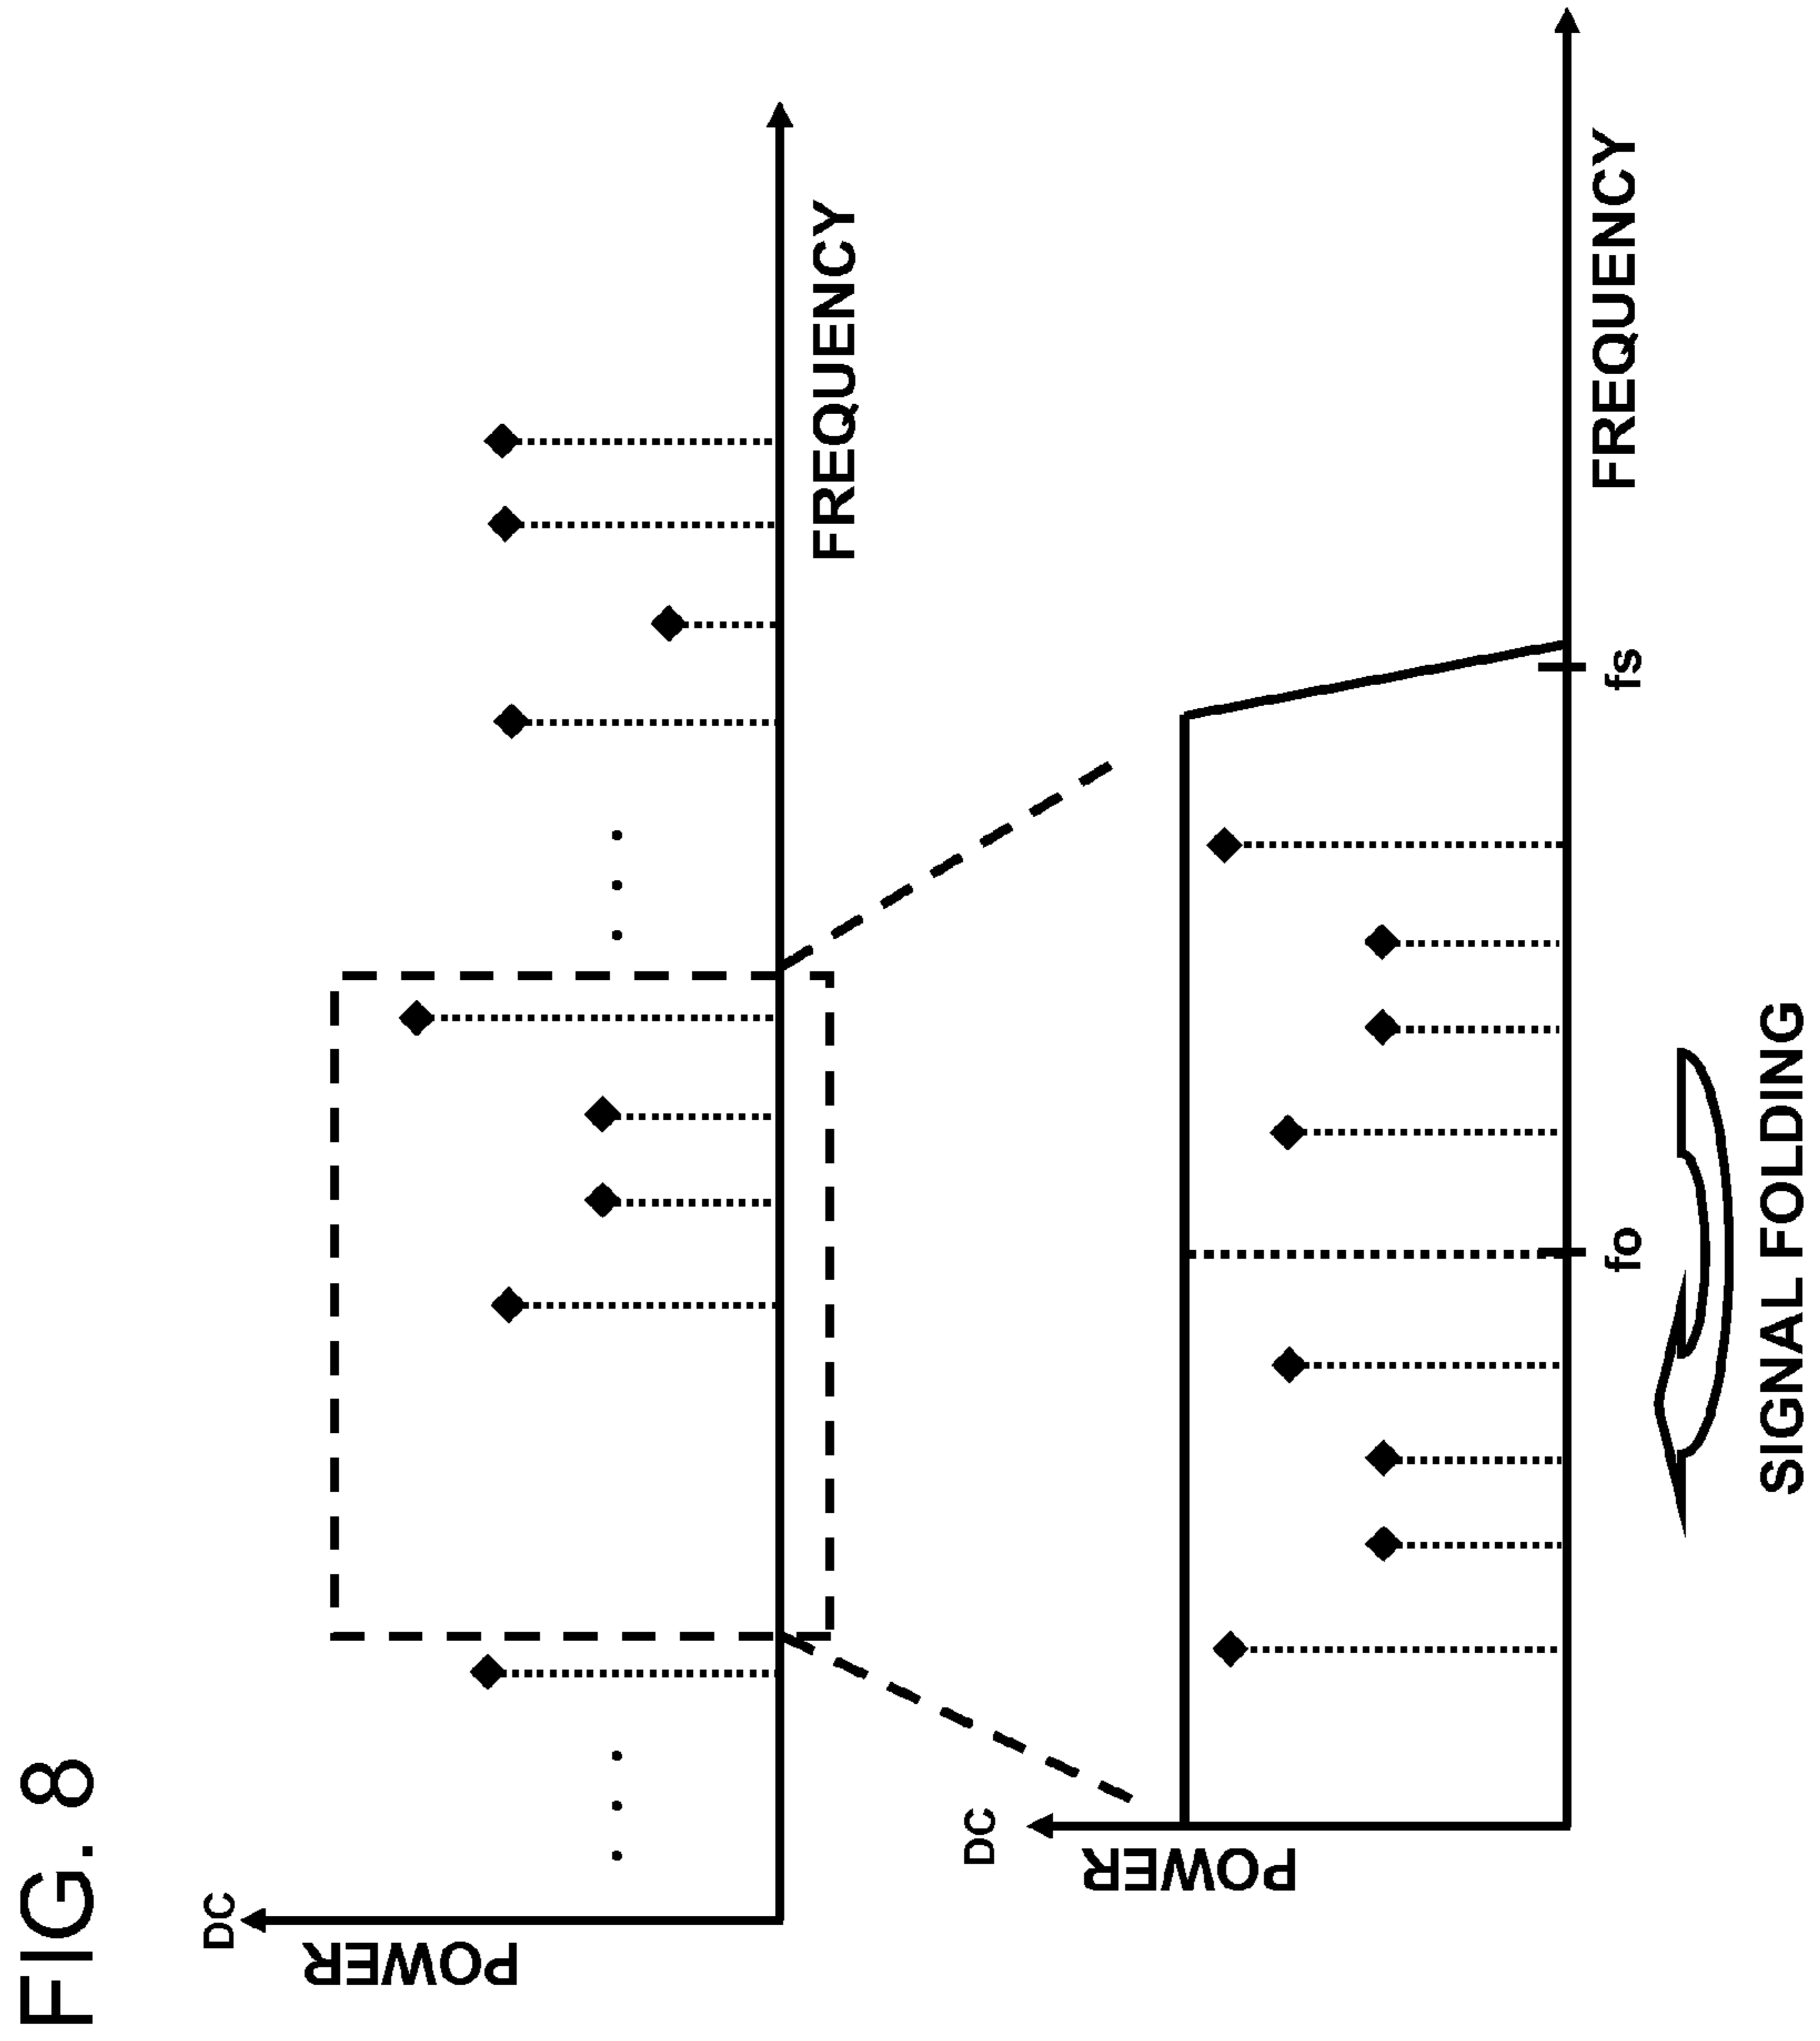 FIG. 8
DC
POWER
FREQUENCY
DC
POWER
fo
fs
FREQUENCY
SIGNAL FOLDING